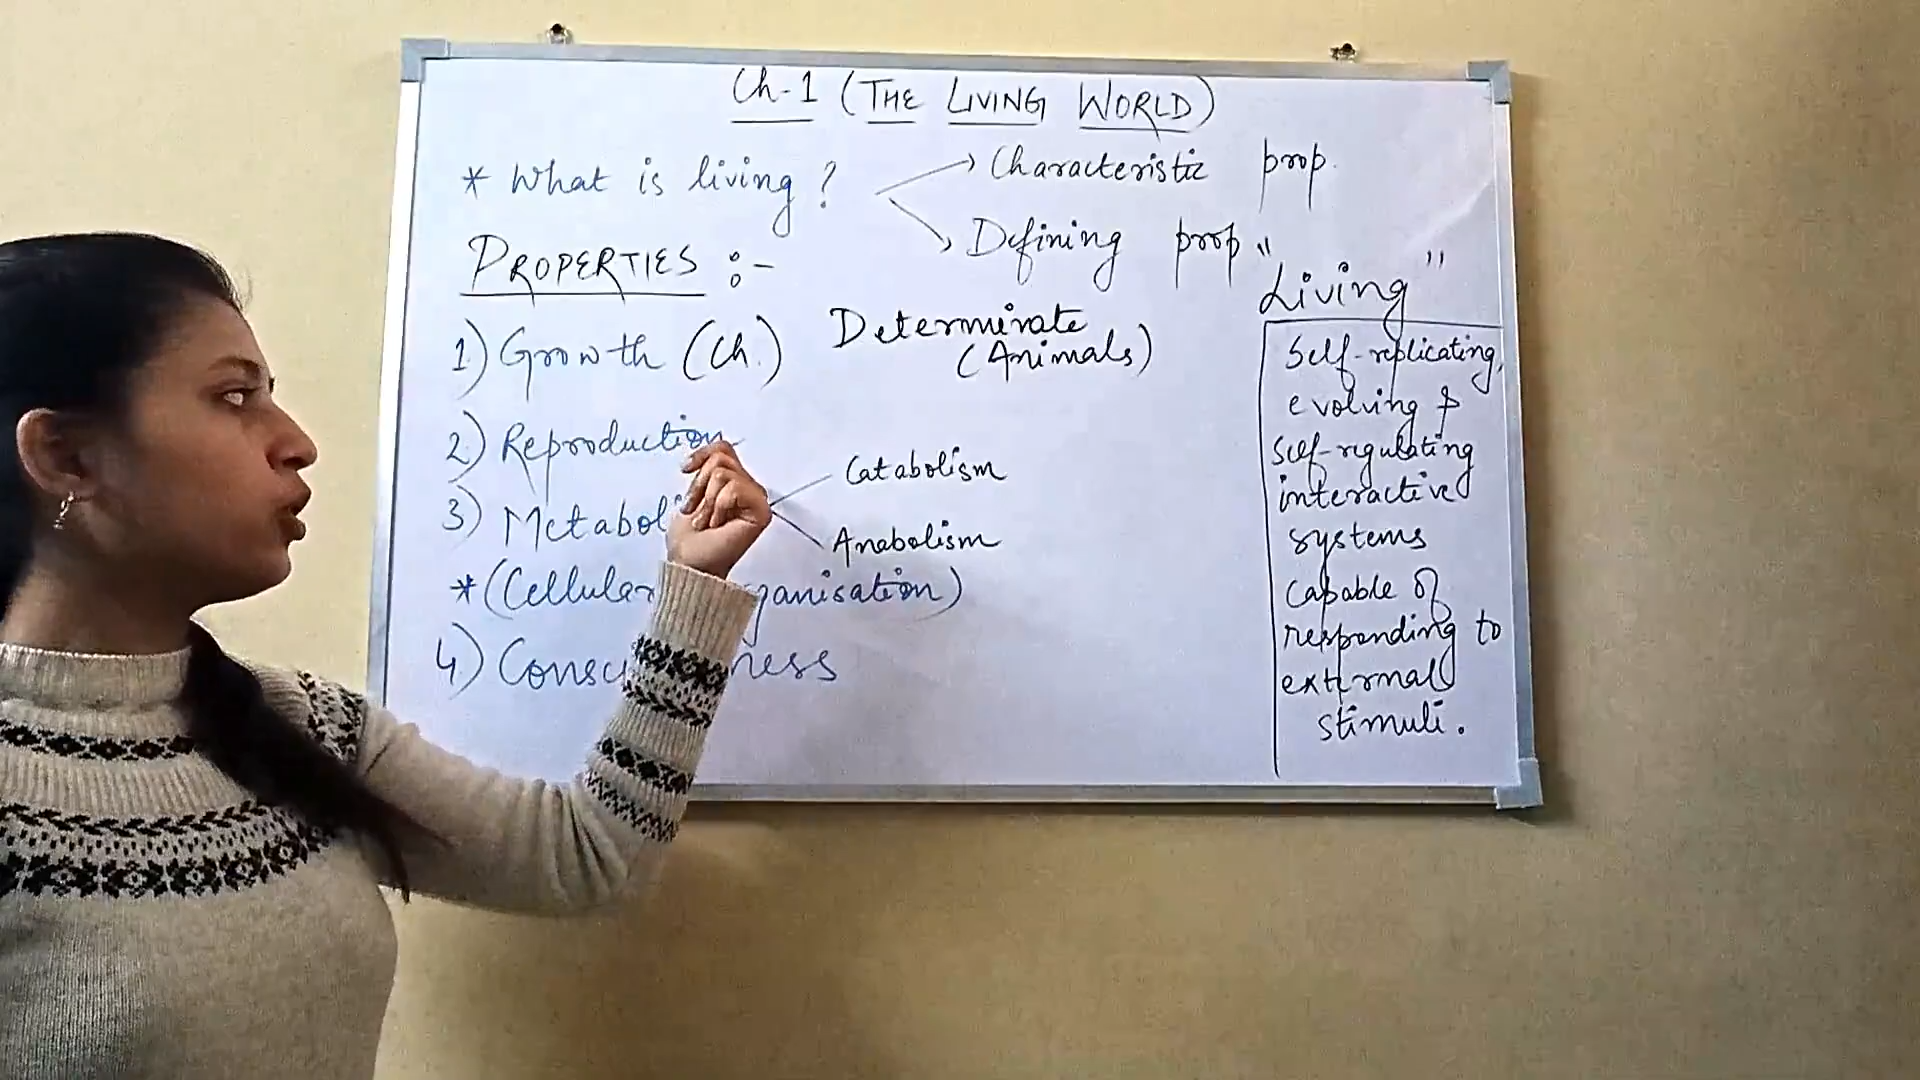 Ch-1 (THE LIVING WORLD)
* What is living?
→ Characteristic prop.
→ Defining prop
PROPERTIES :-
1) Growth (Ch.)
Determinate
(Animals)
2) Reproduction
3) Metaboli
Catabolism
Anabolism
* (Cellular ganisation)
4) Consc ness
"Living"
Self-replicating,
evolving &
self-regulating
interactive
systems
capable of
responding to
external
stimuli.